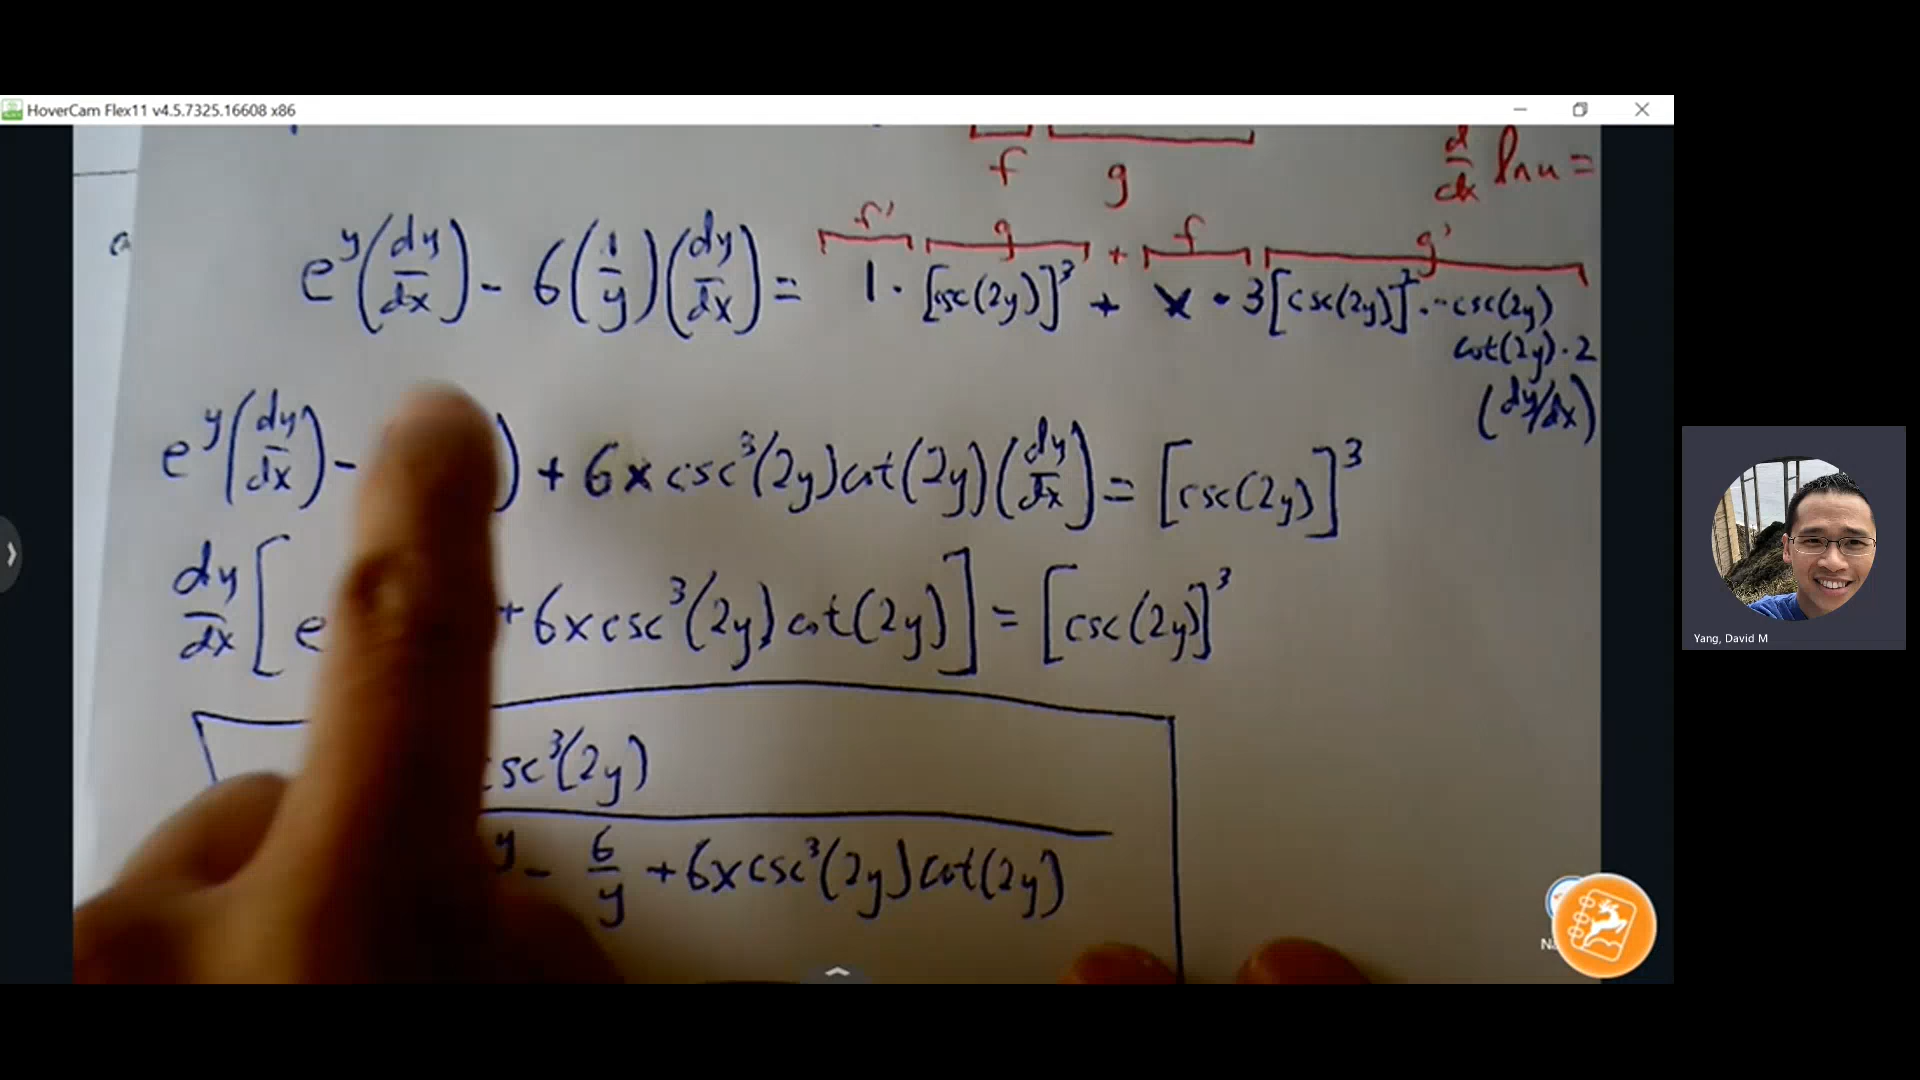 HoverCam Flex11 v4.5.7325.16608 x86
f
g
d/dx ln u =
f' g + f g'
e^y (dy/dx) - 6(1/y)(dy/dx) = 1 · [csc(2y)]^3 + x · 3[csc(2y)]^2 · -csc(2y)
cot(2y) · 2
(dy/dx)
e^y (dy/dx) - ) + 6x csc^3(2y) cot(2y) (dy/dx) = [csc(2y)]^3
dy/dx [e + 6x csc^3(2y) cot(2y)] = [csc(2y)]^3
csc^3(2y)
y - 6/y + 6x csc^3(2y) cot(2y)
Yang, David M